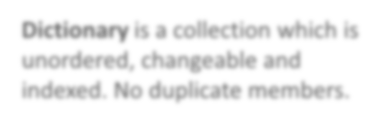 Dictionary is a collection which is
unordered, changeable and
indexed. No duplicate members.